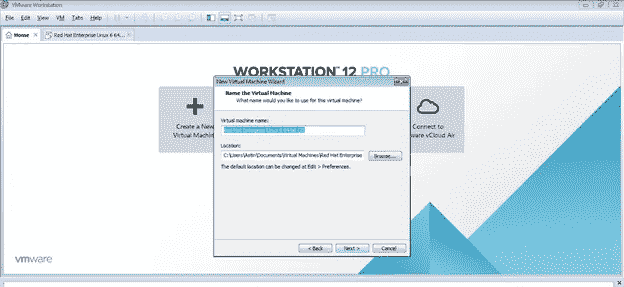 VMware Workstation
File Edit View VM Tabs Help
Home Red Hat Enterprise Linux 6 64...
WORKSTATION™ 12 PRO
New Virtual Machine Wizard
Name the Virtual Machine
What name would you like to use for this virtual machine?
Virtual machine name:
Red Hat Enterprise Linux 6 64-bit (2)
Location:
C:\Users\ \Documents\Virtual Machines\Red Hat Enterprise
Browse...
The default location can be changed at Edit > Preferences.
Create a New
Virtual Machin
Connect to
ware vCloud Air
< Back Next > Cancel
vmware